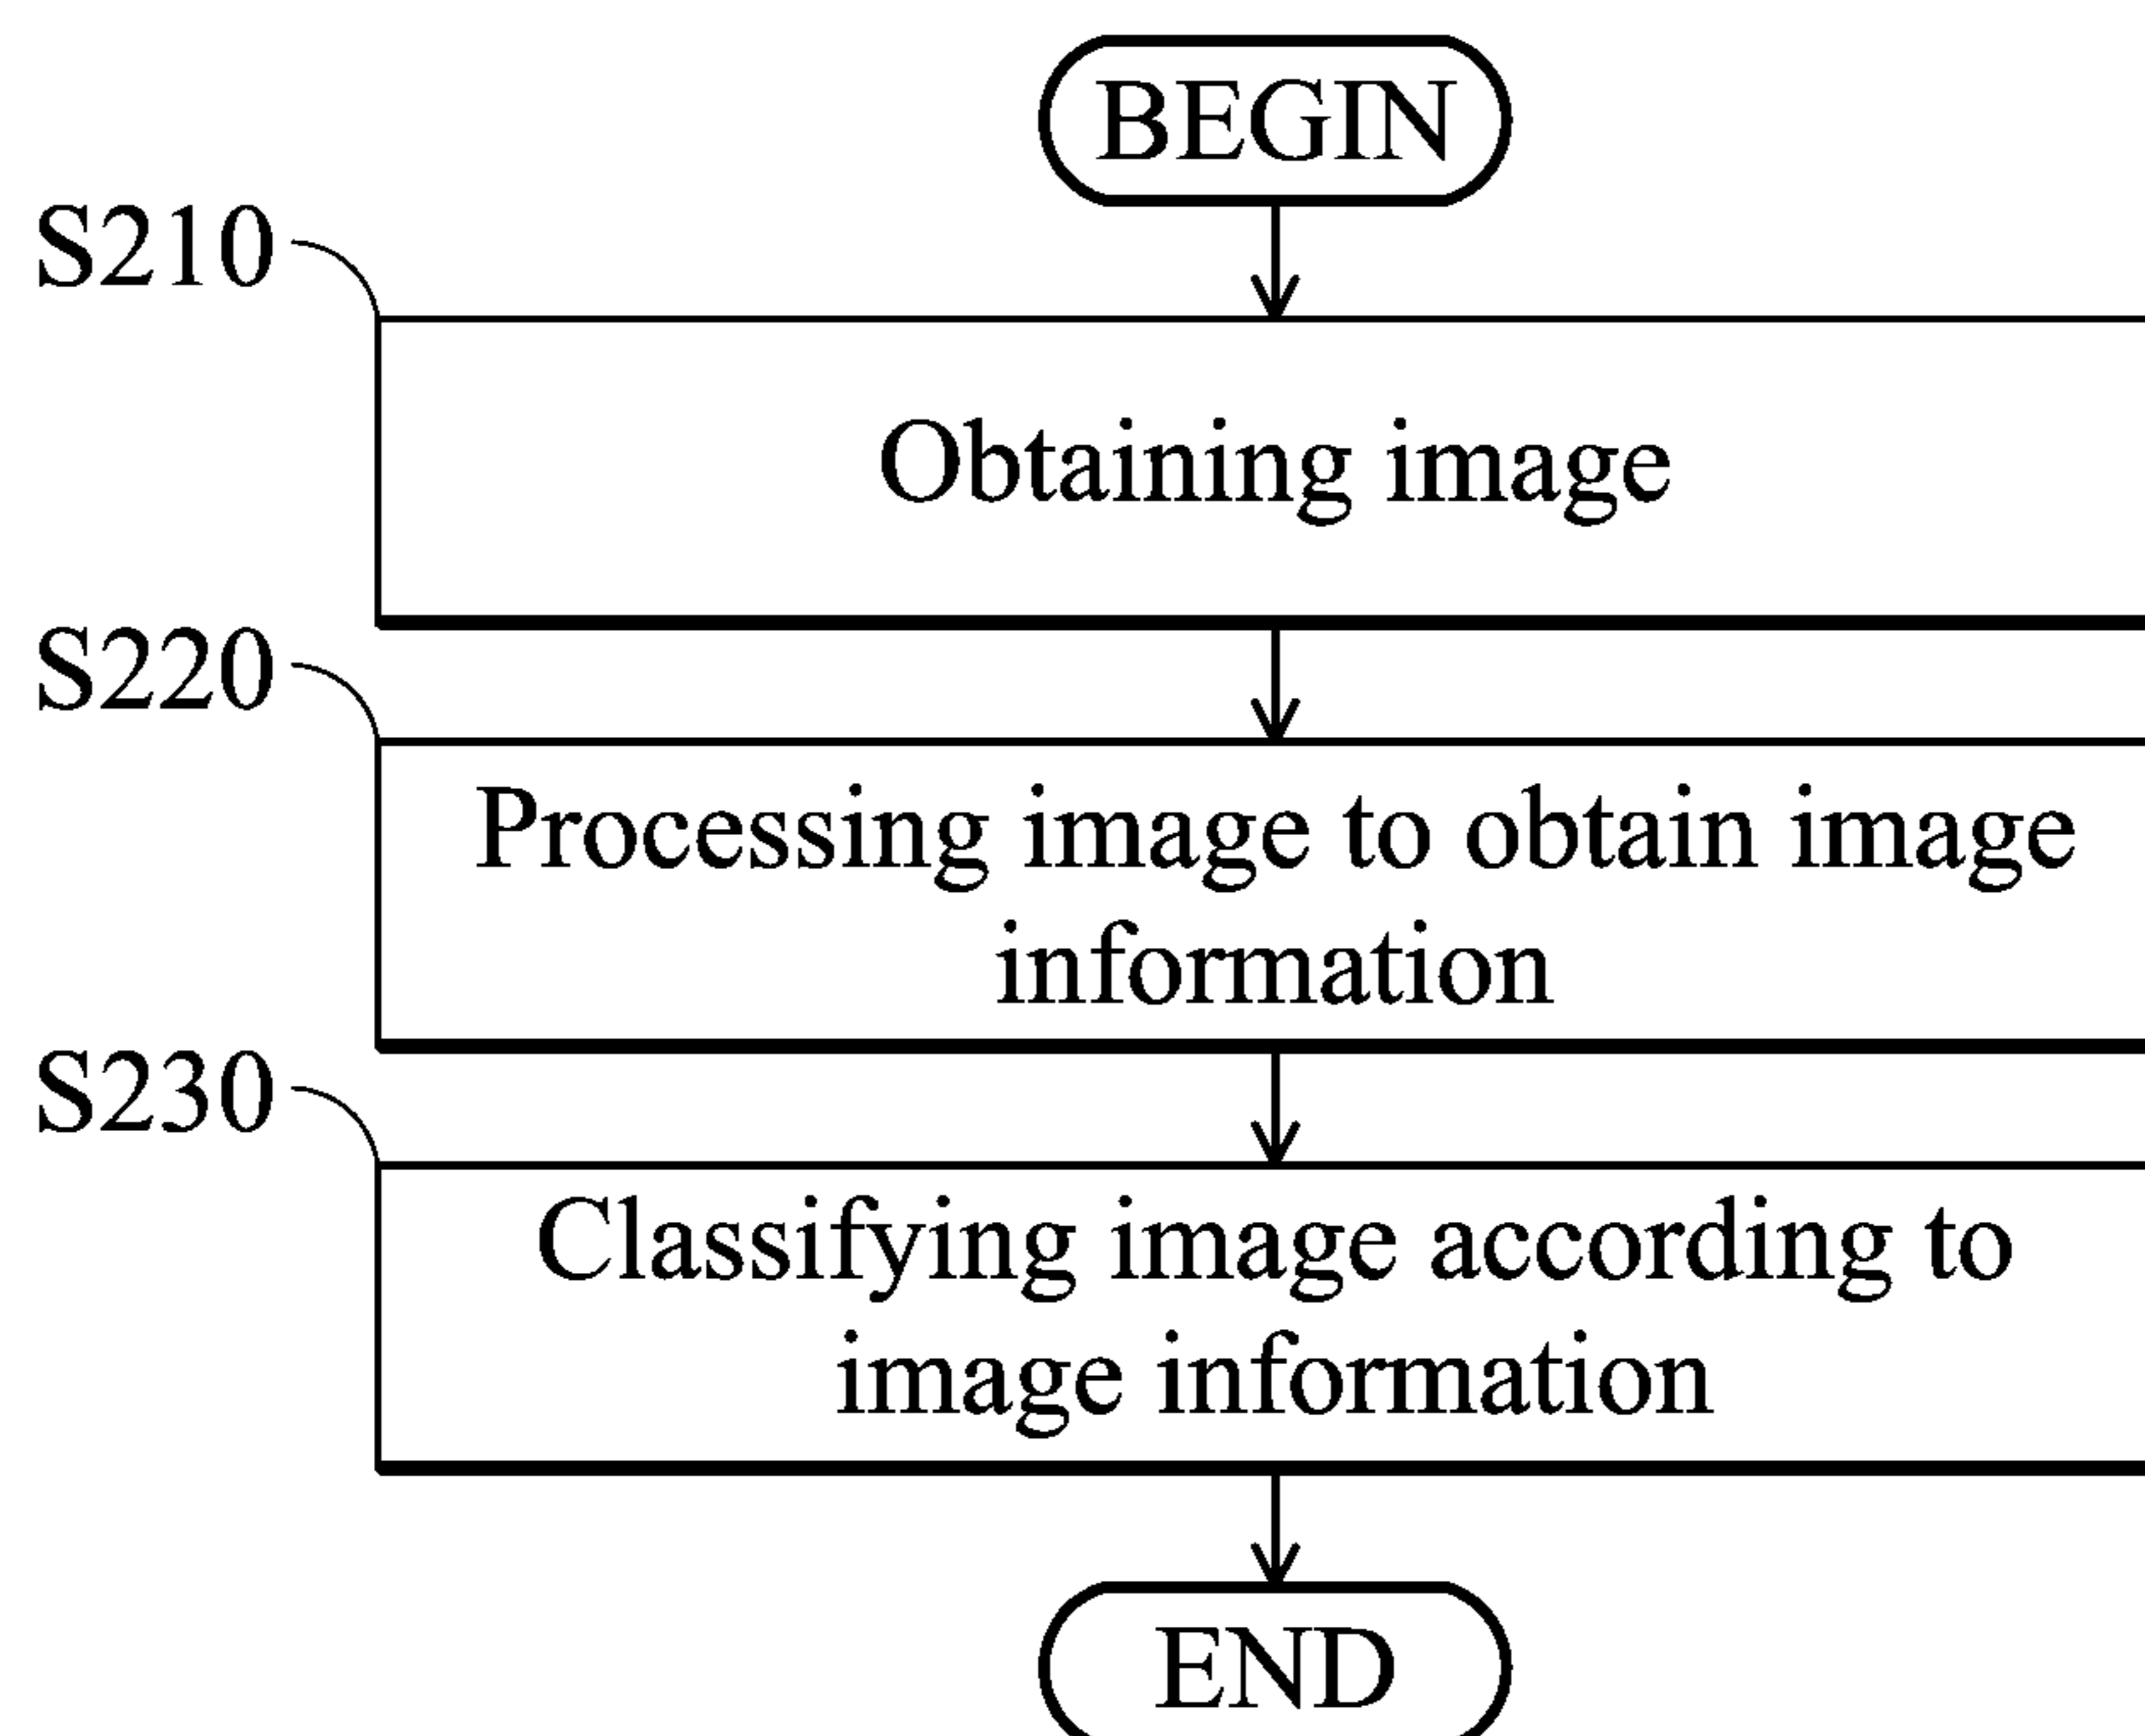 BEGIN
S210
Obtaining image
S220
Processing image to obtain image
information
S230
Classifying image according to
image information
END